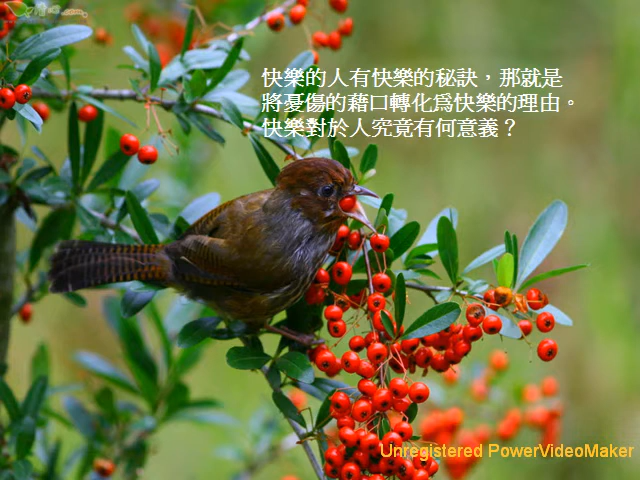 快樂的人有快樂的秘訣，那就是
將憂傷的藉口轉化為快樂的理由。
快樂對於人究竟有何意義？
Unregistered PowerVideoMaker